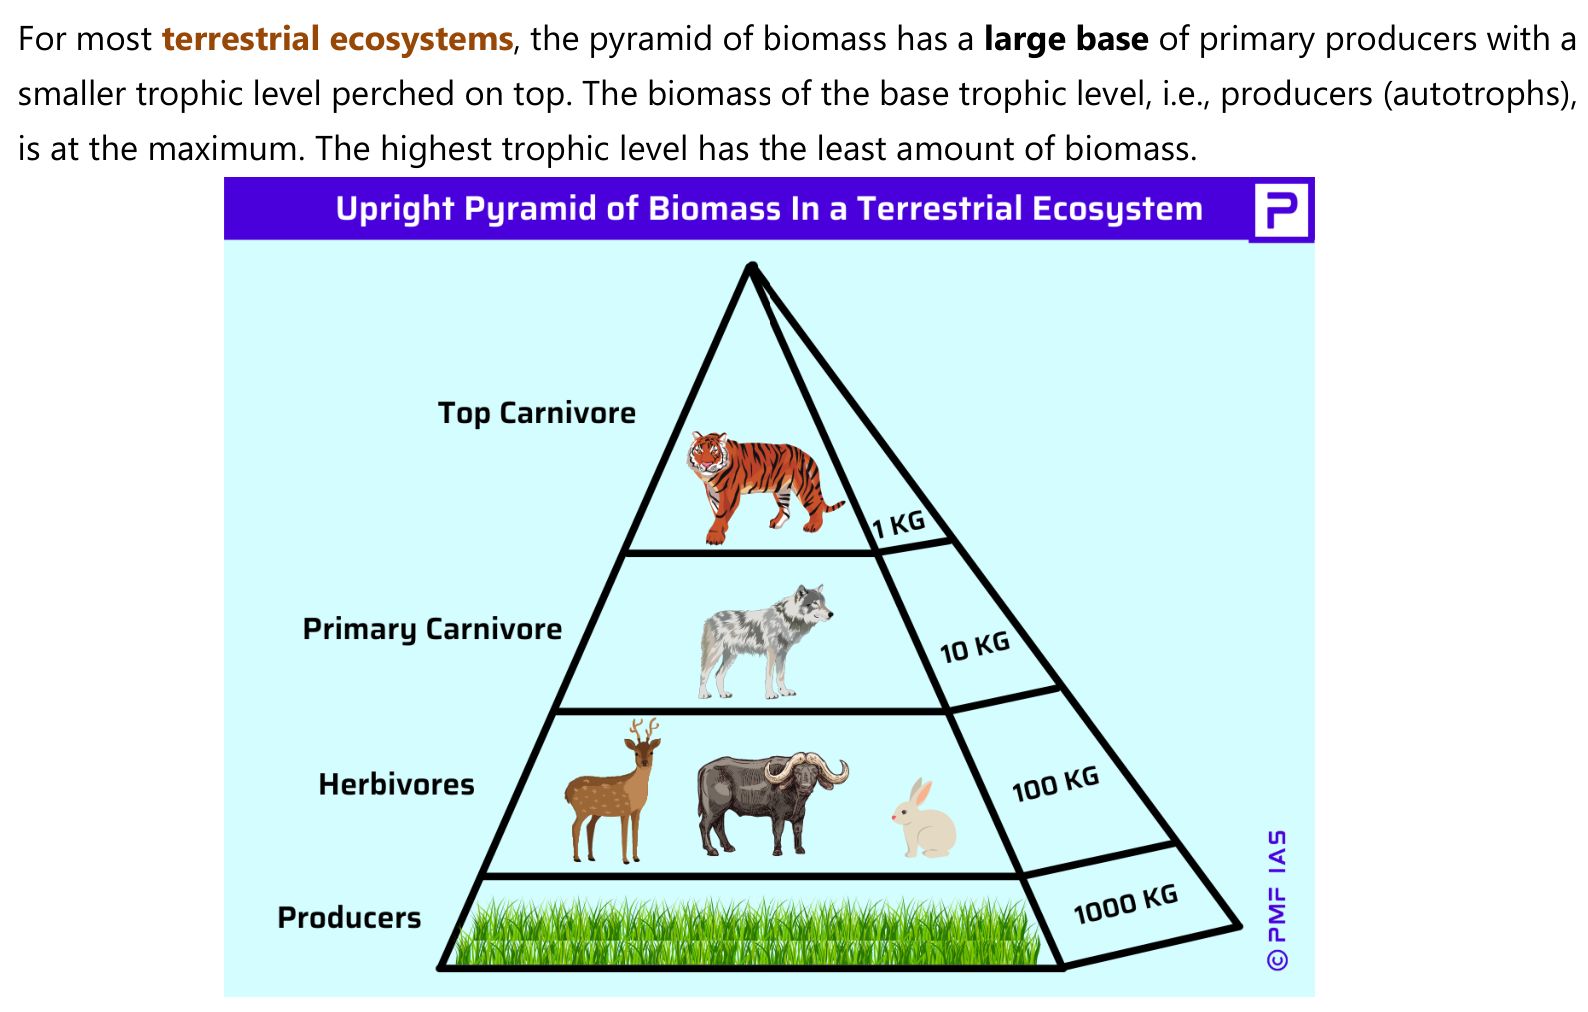 For most terrestrial ecosystems, the pyramid of biomass has a large base of primary producers with a
smaller trophic level perched on top. The biomass of the base trophic level, i.e., producers (autotrophs),
is at the maximum. The highest trophic level has the least amount of biomass.
Upright Pyramid of Biomass In a Terrestrial Ecosystem
P
Top Carnivore
1 KG
Primary Carnivore
10 KG
Herbivores
100 KG
Producers
1000 KG
© PMF IAS